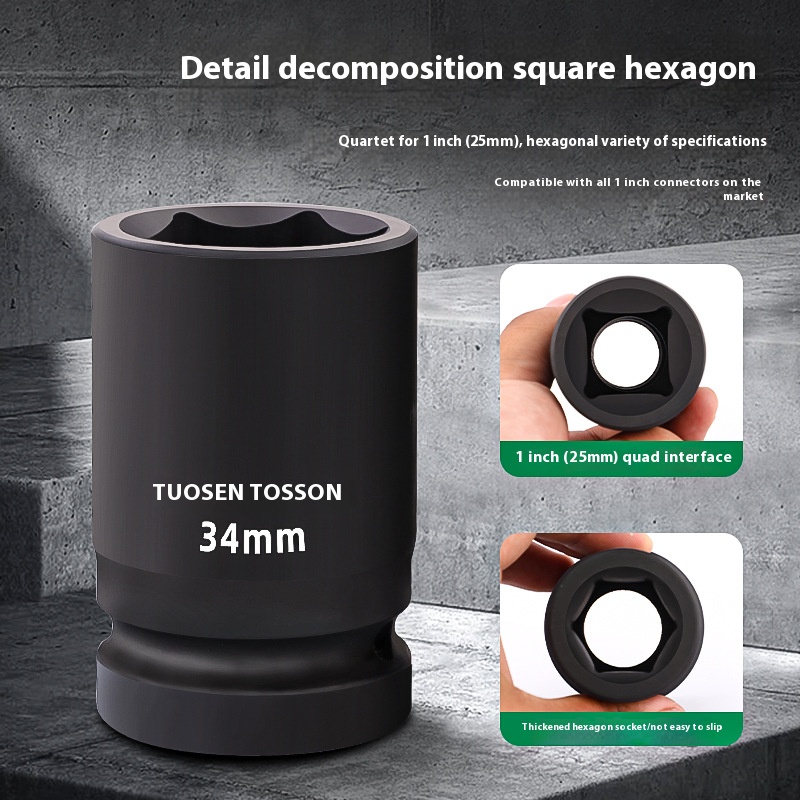 Detail decomposition square hexagon
Quartet for 1 inch (25mm), hexagonal variety of specifications
Compatible with all 1 inch connectors on the
market
1 inch (25mm) quad interface
TUOSEN TOSSON
34mm
Thickened hexagon socket/not easy to slip